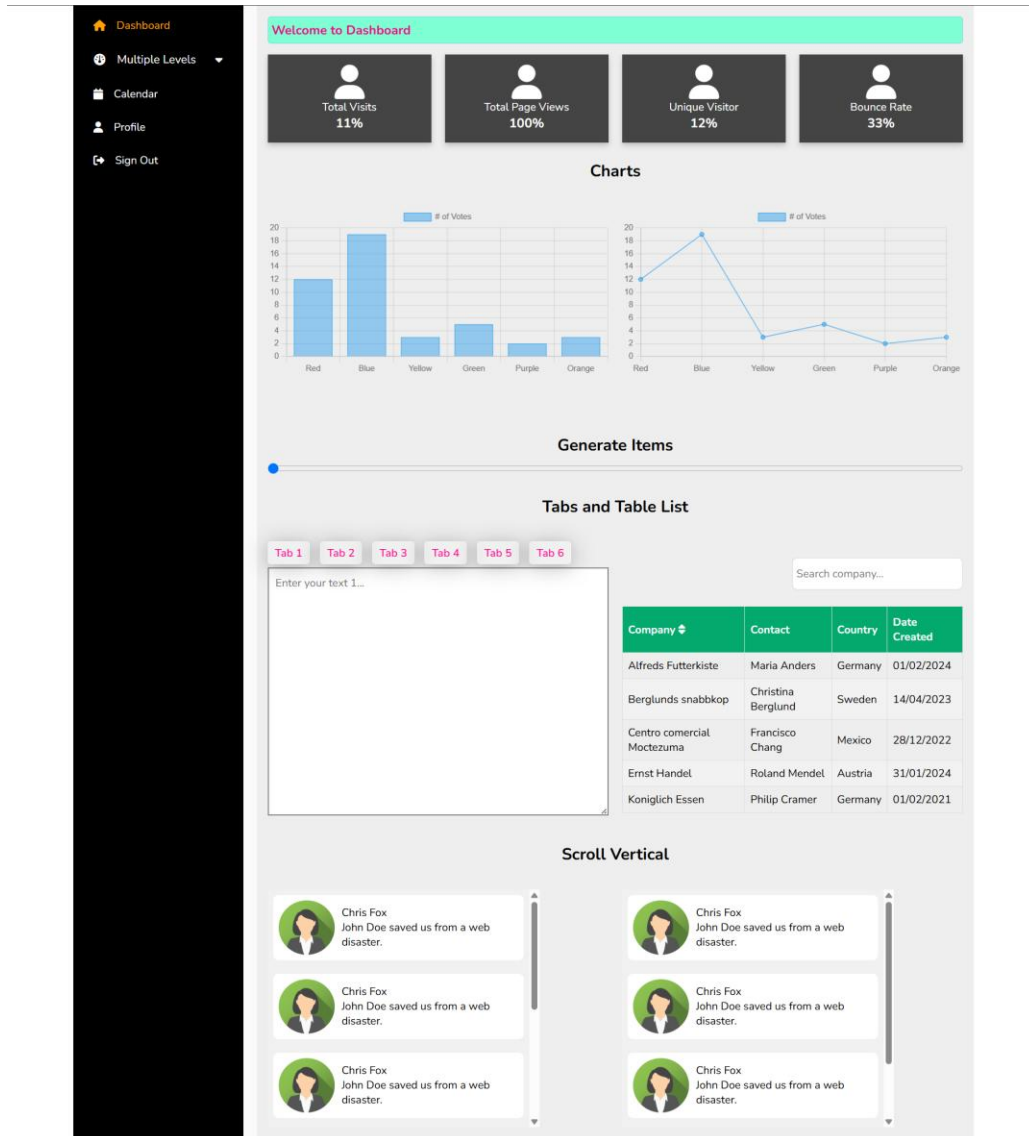 Dashboard
Multiple Levels
Calendar
Profile
Sign Out
Welcome to Dashboard
Total Visits
11%
Total Page Views
100%
Unique Visitor
12%
Bounce Rate
33%
Charts
# of Votes
20
18
16
14
12
10
8
6
4
2
0
Red Blue Yellow Green Purple Orange
# of Votes
20
18
16
14
12
10
8
6
4
2
0
Red Blue Yellow Green Purple Orange
Generate Items
Tabs and Table List
Tab 1 Tab 2 Tab 3 Tab 4 Tab 5 Tab 6
Enter your text 1...
Search company...
Company Contact Country Date Created
Alfreds Futterkiste Maria Anders Germany 01/02/2024
Berglunds snabbkop Christina Berglund Sweden 14/04/2023
Centro comercial Moctezuma Francisco Chang Mexico 28/12/2022
Ernst Handel Roland Mendel Austria 31/01/2024
Koniglich Essen Philip Cramer Germany 01/02/2021
Scroll Vertical
Chris Fox
John Doe saved us from a web
disaster.
Chris Fox
John Doe saved us from a web
disaster.
Chris Fox
John Doe saved us from a web
disaster.
Chris Fox
John Doe saved us from a web
disaster.
Chris Fox
John Doe saved us from a web
disaster.
Chris Fox
John Doe saved us from a web
disaster.